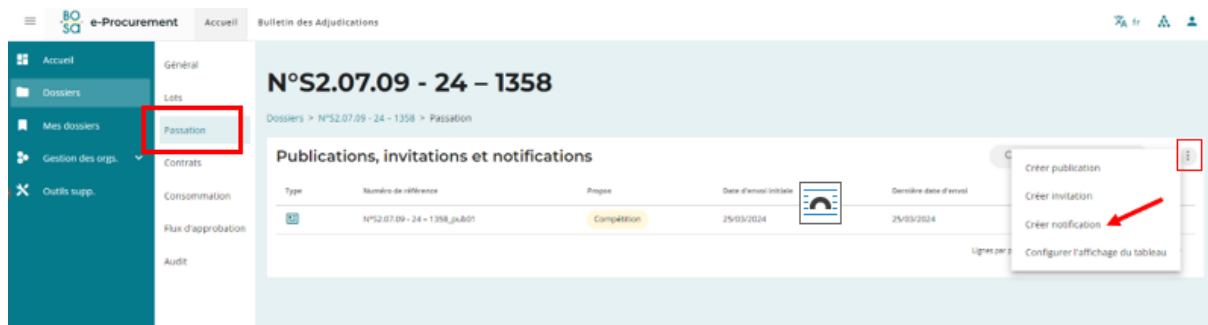 BOSA e-Procurement Accueil Bulletin des Adjudications fr
Accueil
Dossiers
Mes dossiers
Gestion des orgs.
Outils supp.
Général
Lots
Passation
Contrats
Consommation
Flux d'approbation
Audit
N°S2.07.09 - 24 – 1358
Dossiers > N°S2.07.09 - 24 – 1358 > Passation
Publications, invitations et notifications
Type Numéro de référence Propos Date d'envoi initiale Dernière date d'envoi
N°S2.07.09 - 24 – 1358_pub01 Compétition 25/03/2024 25/03/2024
Lignes par
Créer publication
Créer invitation
Créer notification
Configurer l'affichage du tableau